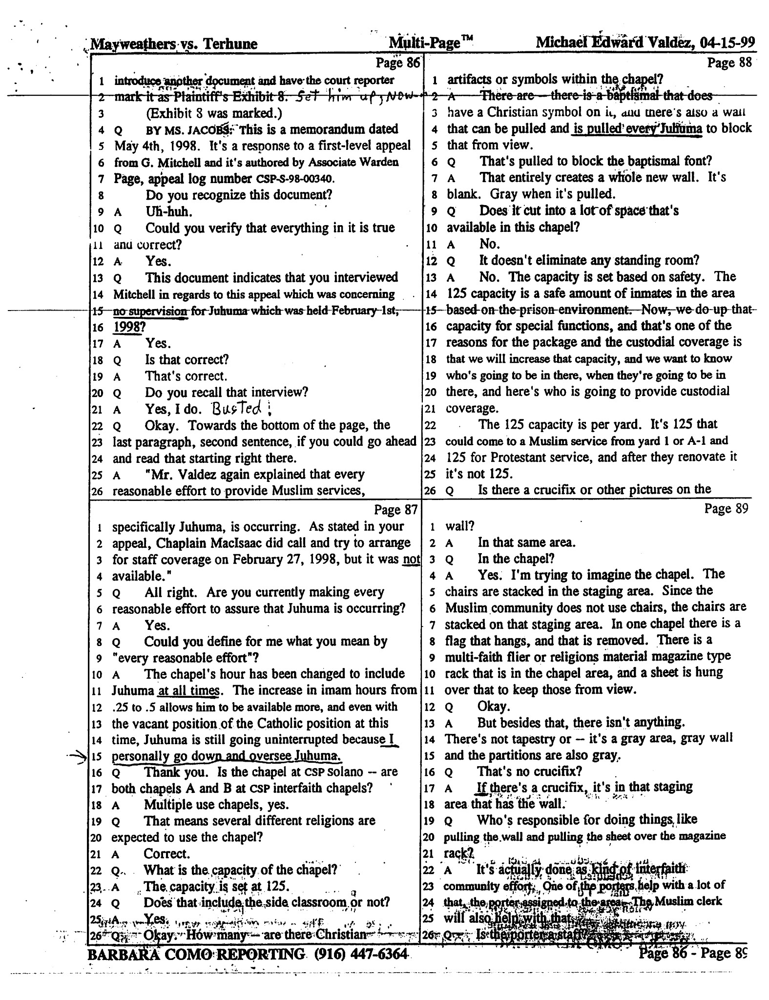 Mayweathers vs. Terhune Multi-Page™ Michael Edward Valdez, 04-15-99
Page 86
1 introduce another document and have the court reporter
2 mark it as Plaintiff's Exhibit 8. Set him up; Now
3 (Exhibit 8 was marked.)
4 Q BY MS. JACOBS: This is a memorandum dated
5 May 4th, 1998. It's a response to a first-level appeal
6 from G. Mitchell and it's authored by Associate Warden
7 Page, appeal log number CSP-S-98-00340.
8 Do you recognize this document?
9 A Uh-huh.
10 Q Could you verify that everything in it is true
11 and correct?
12 A Yes.
13 Q This document indicates that you interviewed
14 Mitchell in regards to this appeal which was concerning
15 no supervision for Juhuma which was held February 1st,
16 1998?
17 A Yes.
18 Q Is that correct?
19 A That's correct.
20 Q Do you recall that interview?
21 A Yes, I do. Busted!
22 Q Okay. Towards the bottom of the page, the
23 last paragraph, second sentence, if you could go ahead
24 and read that starting right there.
25 A "Mr. Valdez again explained that every
26 reasonable effort to provide Muslim services,
Page 87
1 specifically Juhuma, is occurring. As stated in your
2 appeal, Chaplain MacIsaac did call and try to arrange
3 for staff coverage on February 27, 1998, but it was not
4 available."
5 Q All right. Are you currently making every
6 reasonable effort to assure that Juhuma is occurring?
7 A Yes.
8 Q Could you define for me what you mean by
9 "every reasonable effort"?
10 A The chapel's hour has been changed to include
11 Juhuma at all times. The increase in imam hours from
12 .25 to .5 allows him to be available more, and even with
13 the vacant position of the Catholic position at this
14 time, Juhuma is still going uninterrupted because I
15 personally go down and oversee Juhuma.
16 Q Thank you. Is the chapel at CSP Solano -- are
17 both chapels A and B at CSP interfaith chapels?
18 A Multiple use chapels, yes.
19 Q That means several different religions are
20 expected to use the chapel?
21 A Correct.
22 Q What is the capacity of the chapel?
23 A The capacity is set at 125.
24 Q Does that include the side classroom or not?
25 A Yes.
26 Q Okay. How many -- are there Christian
Page 88
1 artifacts or symbols within the chapel?
2 A There are -- there is a baptismal that does
3 have a Christian symbol on it, and there's also a wall
4 that can be pulled and is pulled every Juhuma to block
5 that from view.
6 Q That's pulled to block the baptismal font?
7 A That entirely creates a whole new wall. It's
8 blank. Gray when it's pulled.
9 Q Does it cut into a lot of space that's
10 available in this chapel?
11 A No.
12 Q It doesn't eliminate any standing room?
13 A No. The capacity is set based on safety. The
14 125 capacity is a safe amount of inmates in the area
15 based on the prison environment. Now, we do up that
16 capacity for special functions, and that's one of the
17 reasons for the package and the custodial coverage is
18 that we will increase that capacity, and we want to know
19 who's going to be in there, when they're going to be in
20 there, and here's who is going to provide custodial
21 coverage.
22 The 125 capacity is per yard. It's 125 that
23 could come to a Muslim service from yard 1 or A-1 and
24 125 for Protestant service, and after they renovate it
25 it's not 125.
26 Q Is there a crucifix or other pictures on the
Page 89
1 wall?
2 A In that same area.
3 Q In the chapel?
4 A Yes. I'm trying to imagine the chapel. The
5 chairs are stacked in the staging area. Since the
6 Muslim community does not use chairs, the chairs are
7 stacked on that staging area. In one chapel there is a
8 flag that hangs, and that is removed. There is a
9 multi-faith flier or religions material magazine type
10 rack that is in the chapel area, and a sheet is hung
11 over that to keep those from view.
12 Q Okay.
13 A But besides that, there isn't anything.
14 There's not tapestry or -- it's a gray area, gray wall
15 and the partitions are also gray.
16 Q That's no crucifix?
17 A If there's a crucifix, it's in that staging
18 area that has the wall.
19 Q Who's responsible for doing things like
20 pulling the wall and pulling the sheet over the magazine
21 rack?
22 A It's actually done as kind of interfaith
23 community effort. One of the porters help with a lot of
24 that, the porter assigned to the area. The Muslim clerk
25 will also help with that.
26 Q Is the porter a staff?
BARBARA COMO REPORTING (916) 447-6364 Page 86 - Page 89